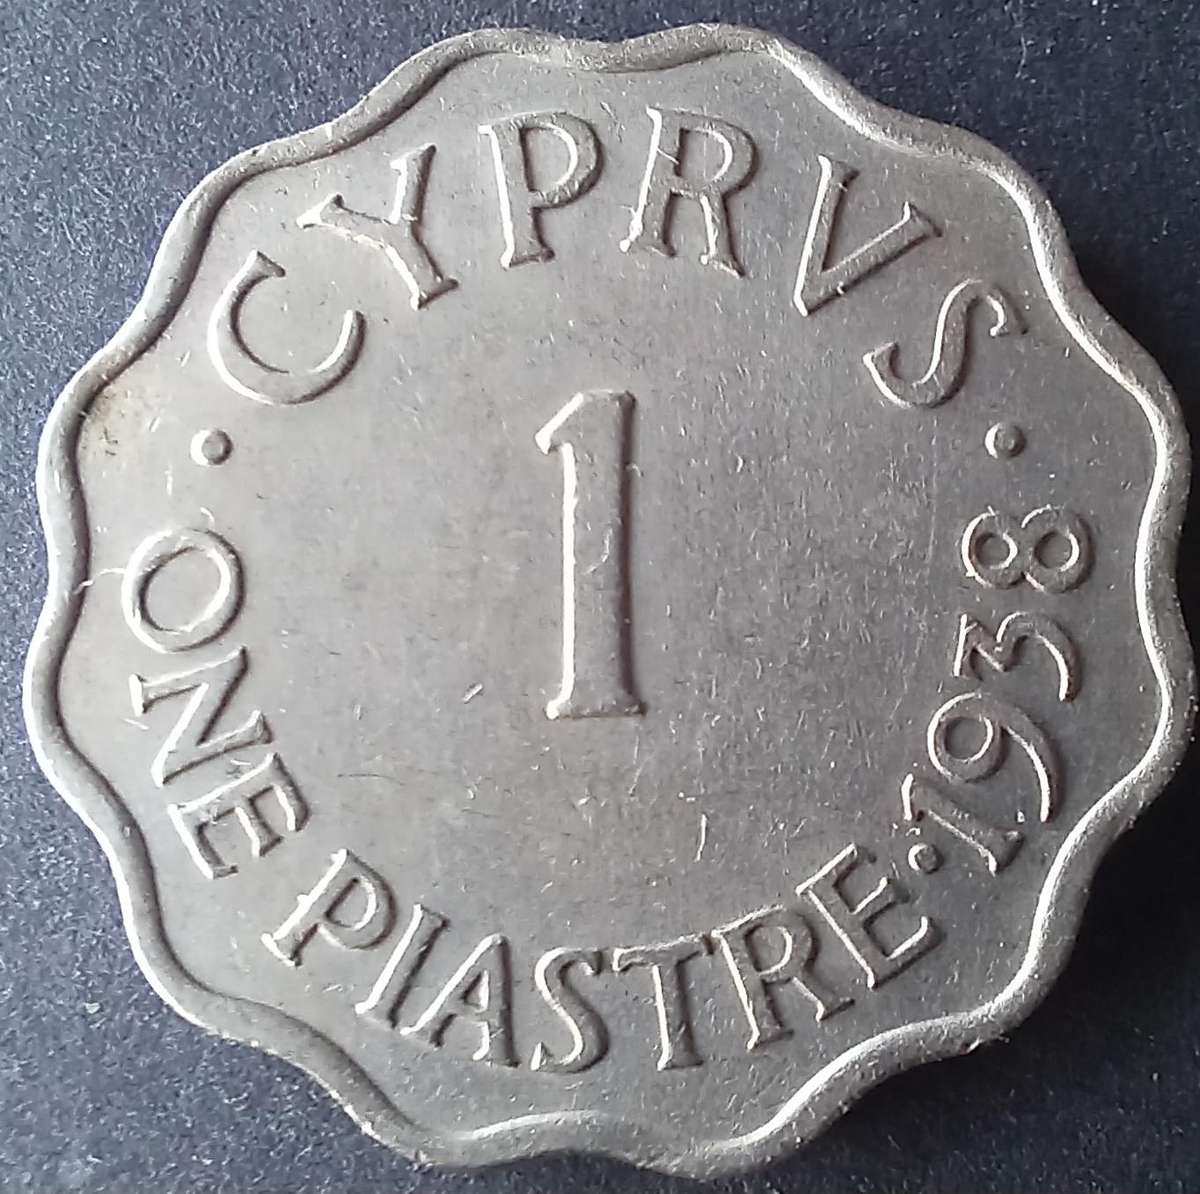 ·CYPRVS·
1
ONE PIASTRE·1938